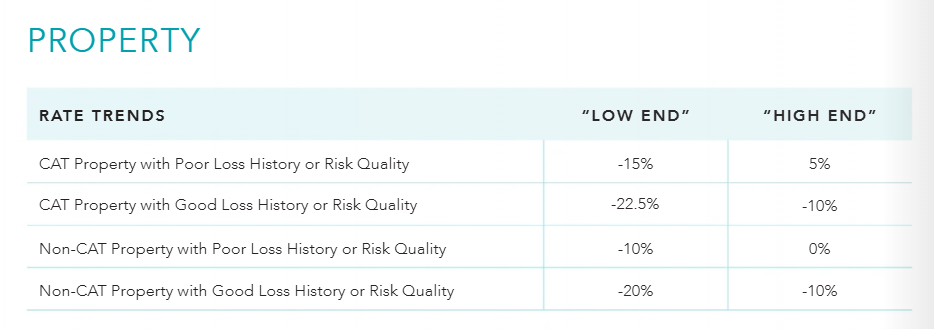 PROPERTY
RATE TRENDS “LOW END” “HIGH END”
CAT Property with Poor Loss History or Risk Quality -15% 5%
CAT Property with Good Loss History or Risk Quality -22.5% -10%
Non-CAT Property with Poor Loss History or Risk Quality -10% 0%
Non-CAT Property with Good Loss History or Risk Quality -20% -10%